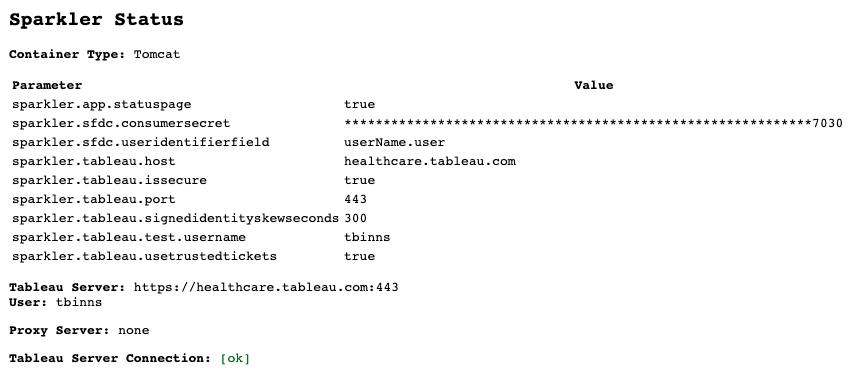 Sparkler Status
Container Type: Tomcat
Parameter Value
sparkler.app.statuspage true
sparkler.sfdc.consumersecret ************************************************************7030
sparkler.sfdc.useridentifierfield userName.user
sparkler.tableau.host healthcare.tableau.com
sparkler.tableau.issecure true
sparkler.tableau.port 443
sparkler.tableau.signedidentityskewseconds 300
sparkler.tableau.test.username tbinns
sparkler.tableau.usetrustedtickets true
Tableau Server: https://healthcare.tableau.com:443
User: tbinns
Proxy Server: none
Tableau Server Connection: [ok]